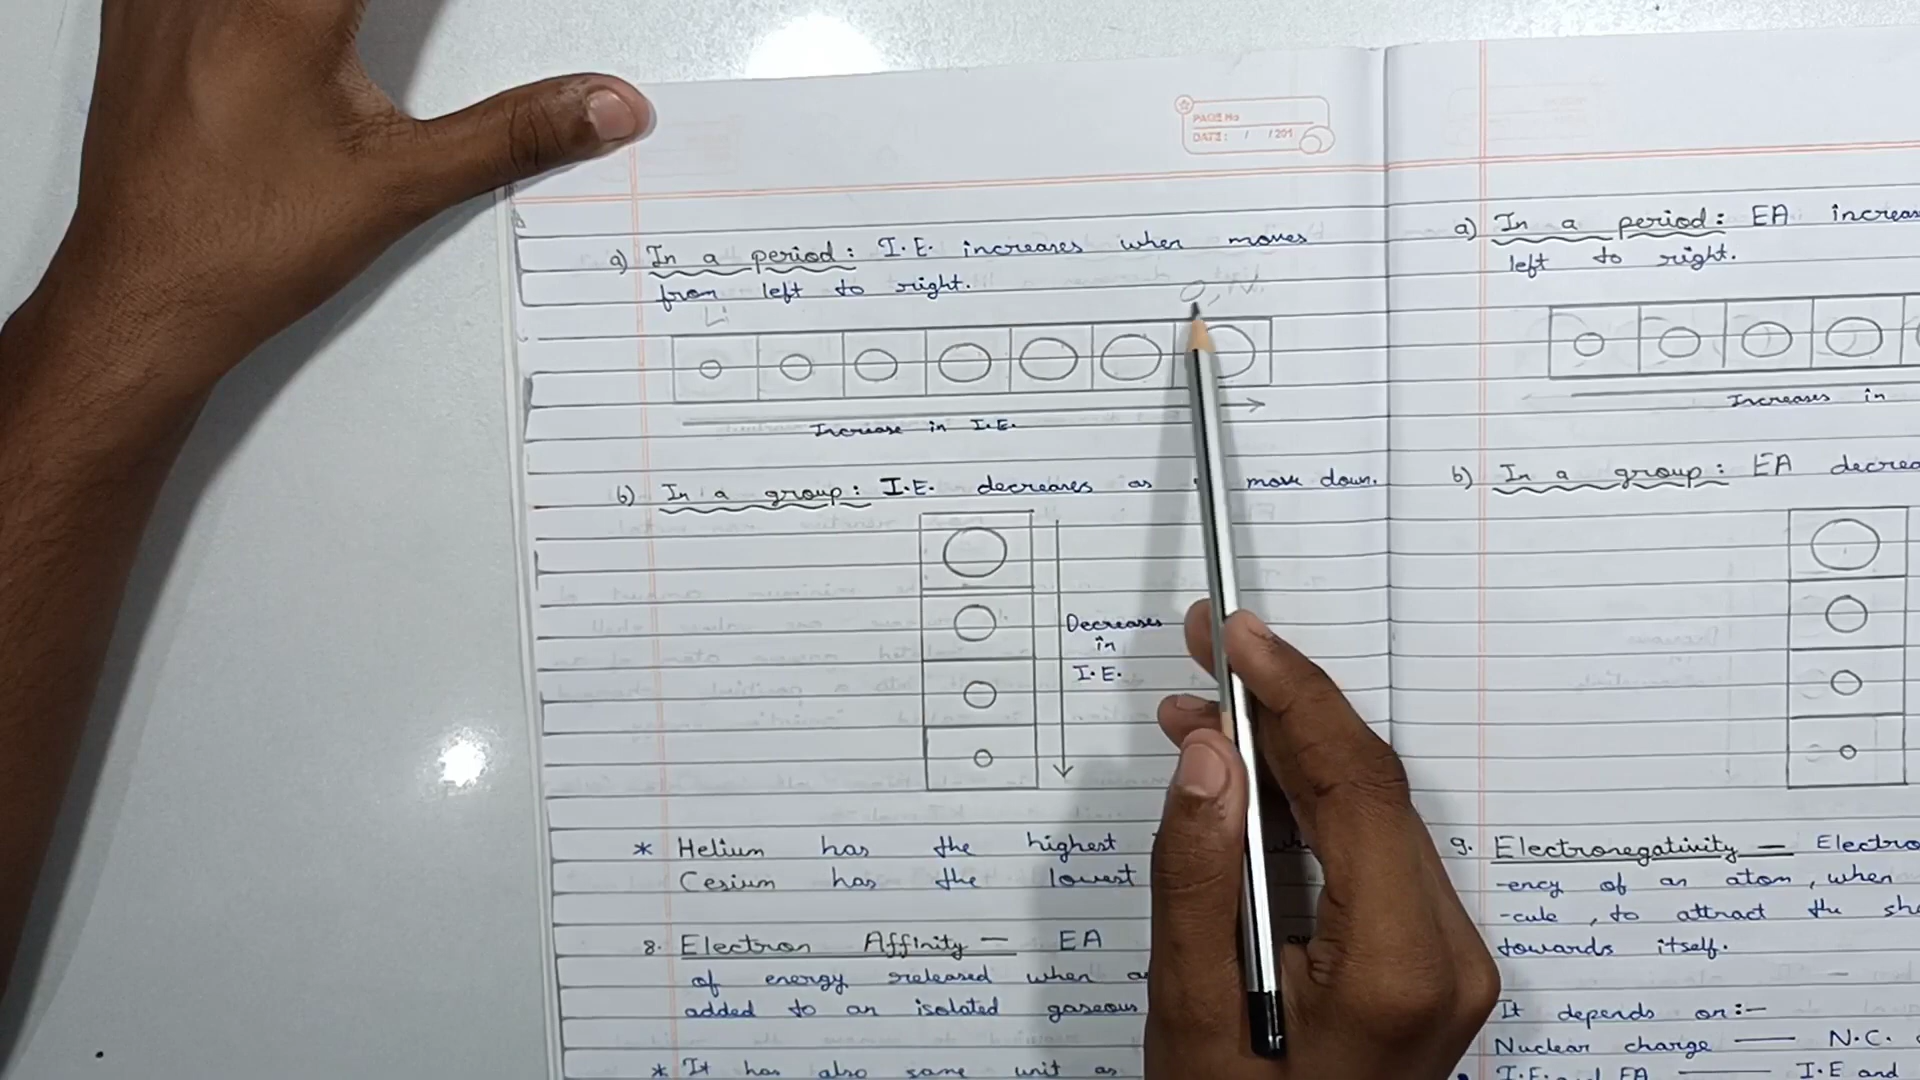 PAGE No
DATE: / /201
a) In a period: I.E. increases when moves
from left to right.
Li
O, N
Increase in I.E.
b) In a group: I.E. decreases as move down.
Decreases
in
I.E.
* Helium has the highest
Cesium has the lowest
8. Electron Affinity — EA
of energy released when
added to an isolated gaseous
* It has also same unit as
a) In a period: EA increas
left to right.
Increases in
b) In a group: EA decrea
9. Electronegativity — Electro
-ency of an atom, when
-cule, to attract the sh
towards itself.
It depends on:—
Nuclear charge — N.C.
I.E. and EA — I.E and